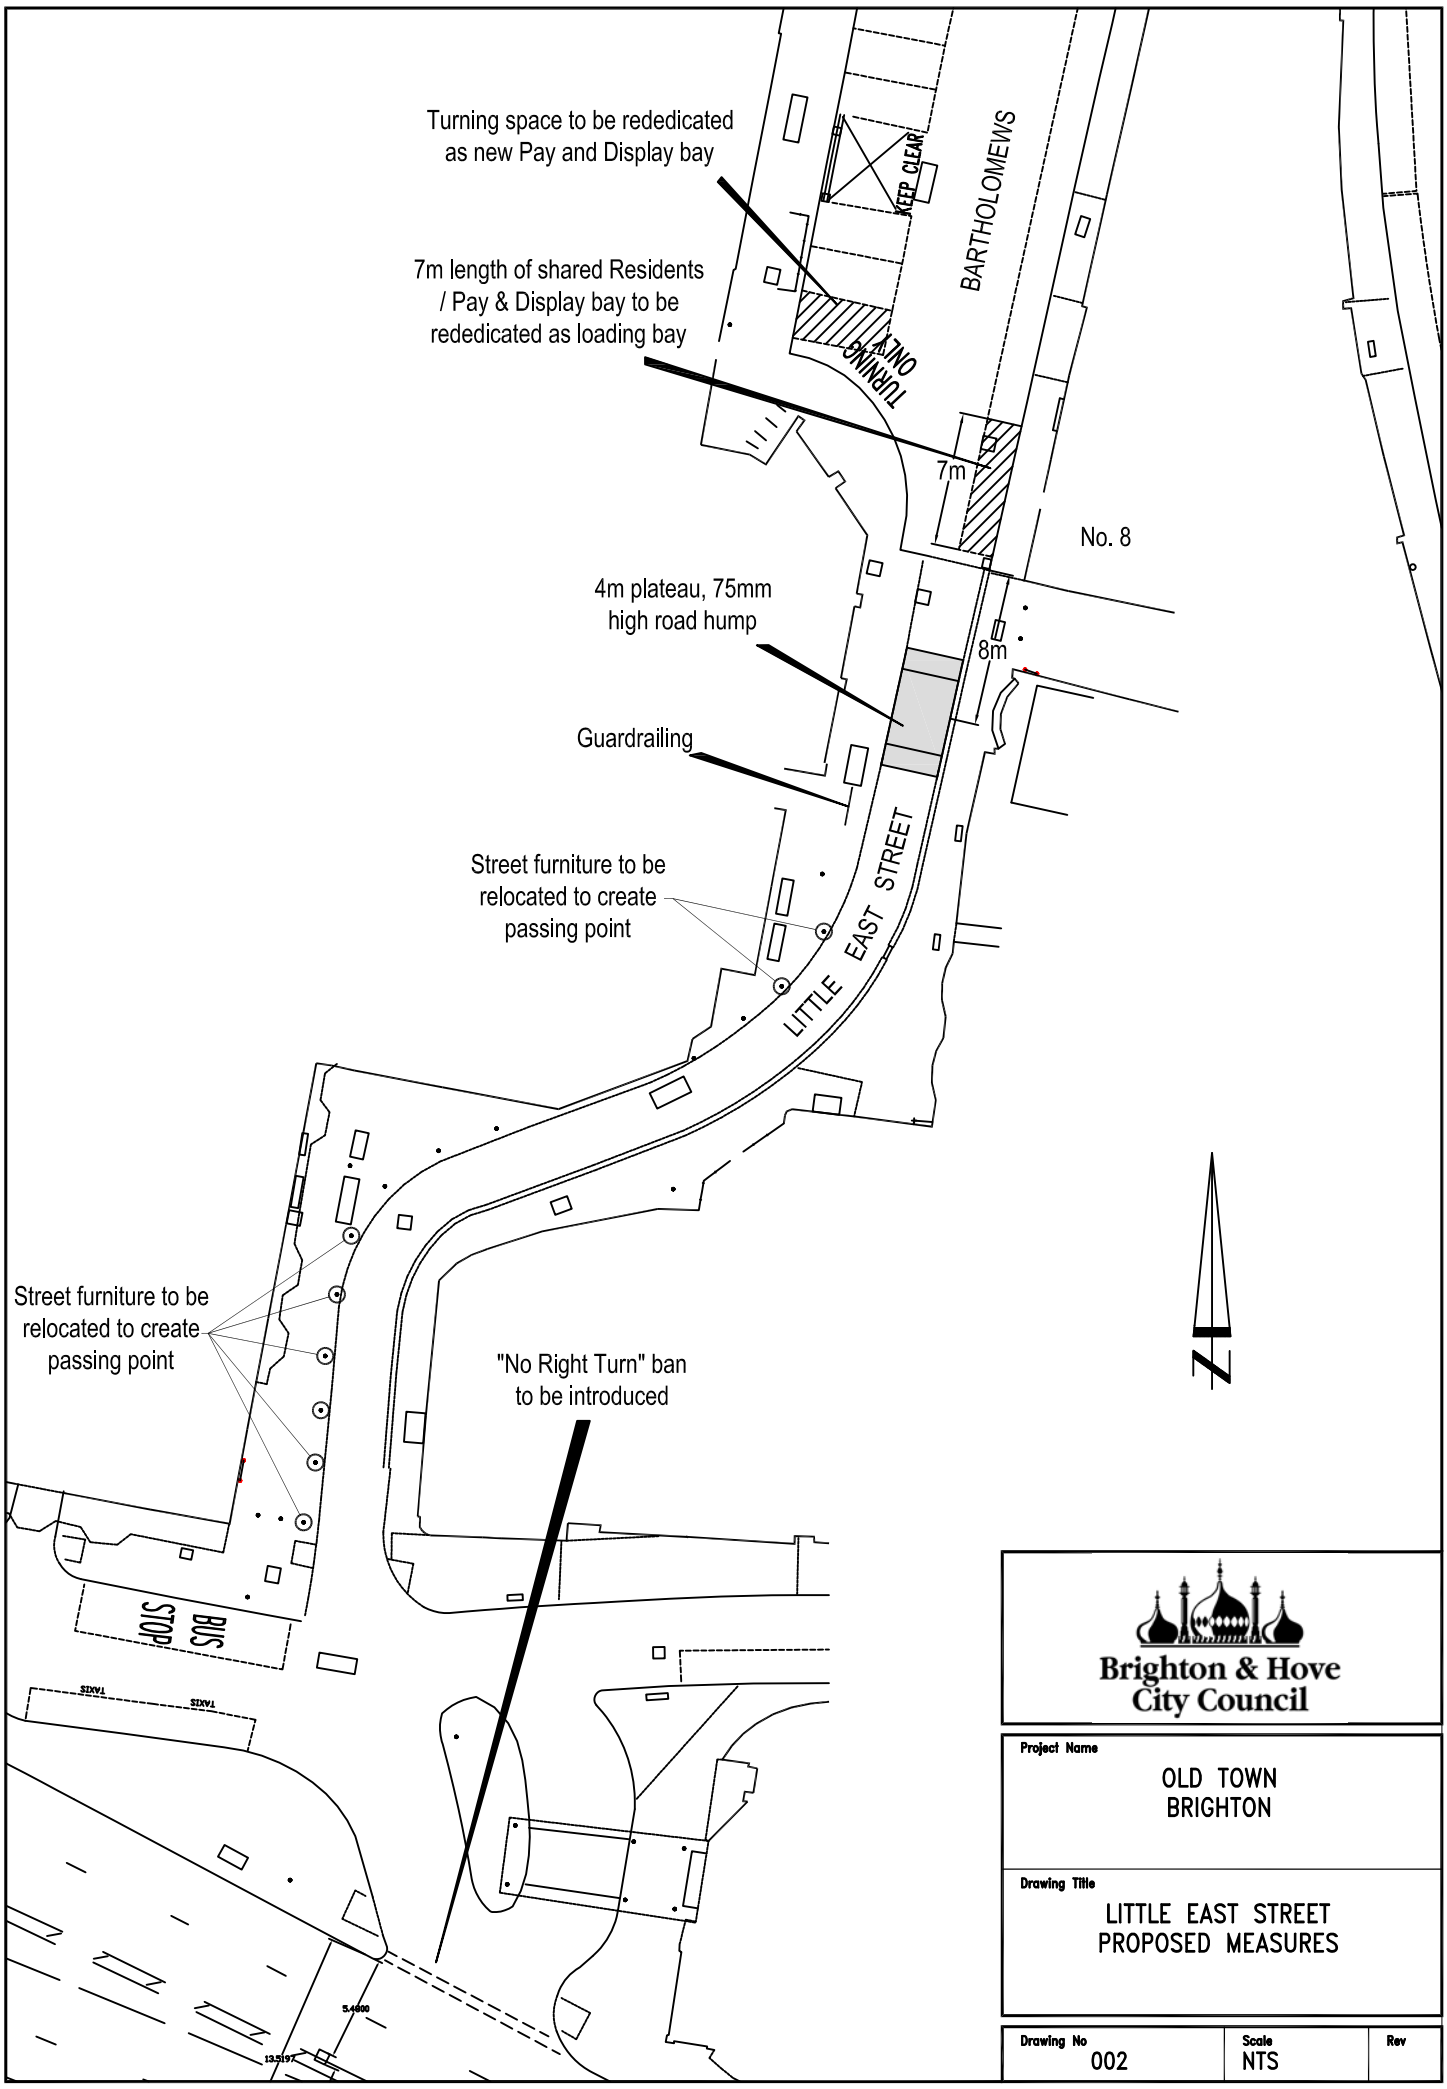 Turning space to be rededicated
as new Pay and Display bay
KEEP CLEAR
BARTHOLOMEWS
7m length of shared Residents
/ Pay & Display bay to be
rededicated as loading bay
TURNING
ONLY
7m
No. 8
4m plateau, 75mm
high road hump
8m
Guardrailing
LITTLE EAST STREET
Street furniture to be
relocated to create
passing point
Street furniture to be
relocated to create
passing point
"No Right Turn" ban
to be introduced
N
BUS
STOP
TAXIS
TAXIS
5.4800
13.5197
Brighton & Hove
City Council
Project Name
OLD TOWN
BRIGHTON
Drawing Title
LITTLE EAST STREET
PROPOSED MEASURES
Drawing No
002
Scale
NTS
Rev